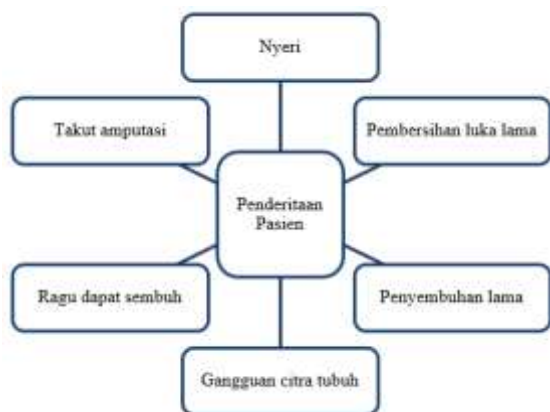 Nyeri
Takut amputasi
Pembersihan luka lama
Penderitaan
Pasien
Ragu dapat sembuh
Penyembuhan lama
Gangguan citra tubuh